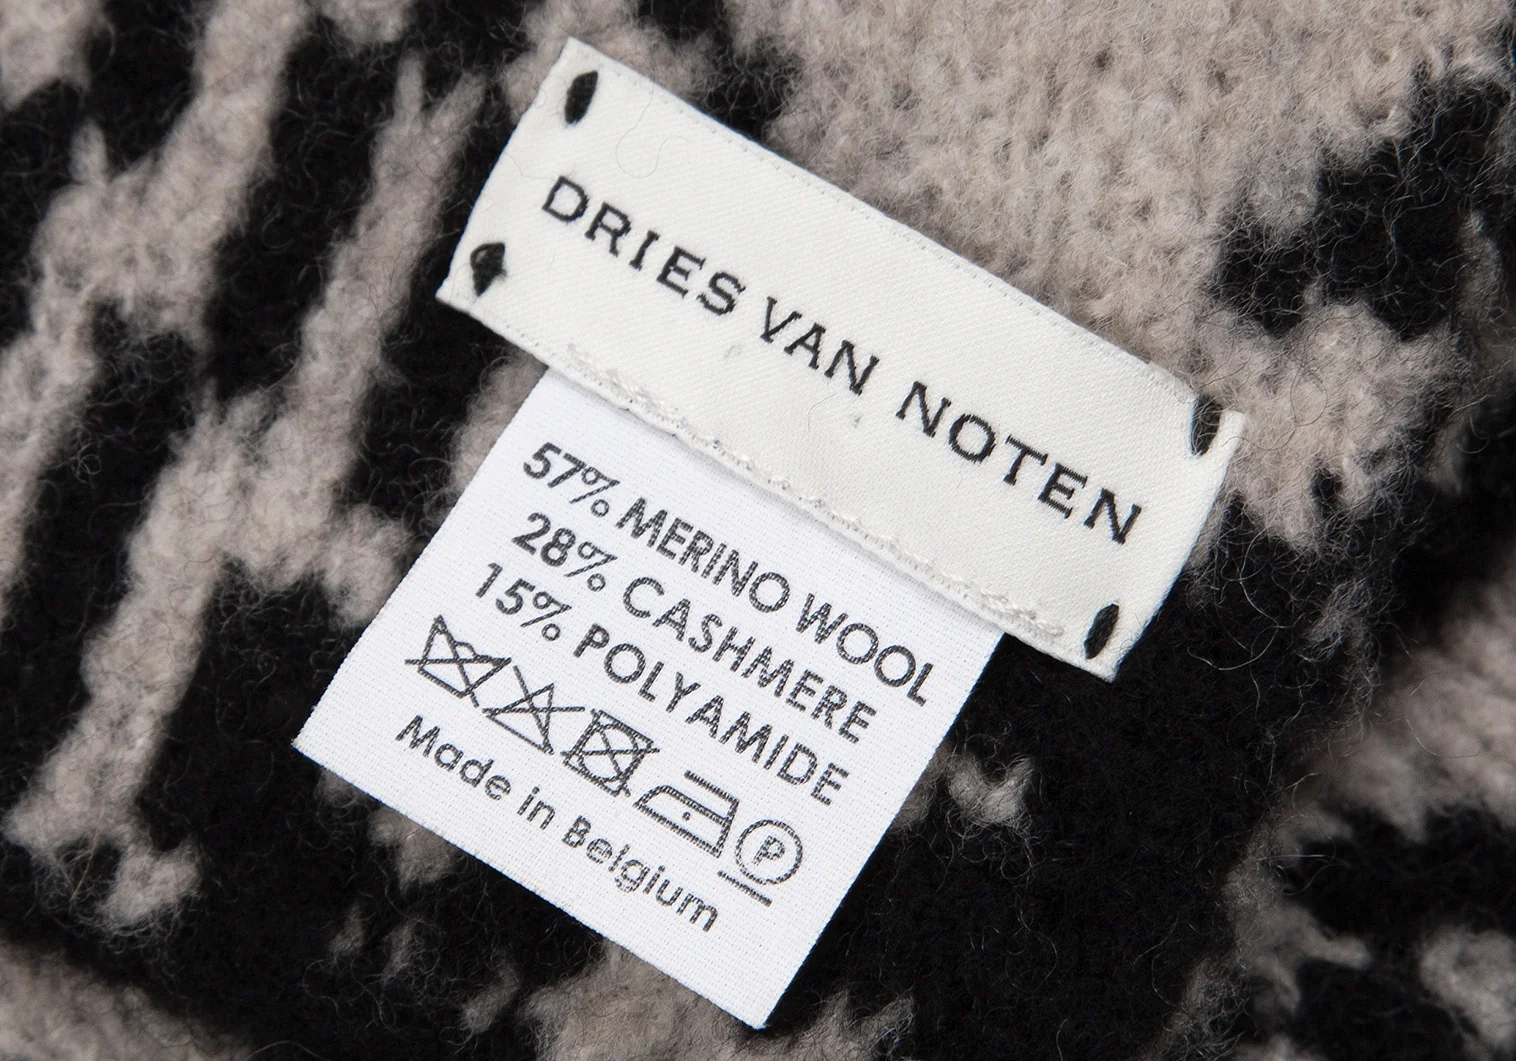 DRIES VAN NOTEN
57% MERINO WOOL
28% CASHMERE
15% POLYAMIDE
P
Made in Belgium